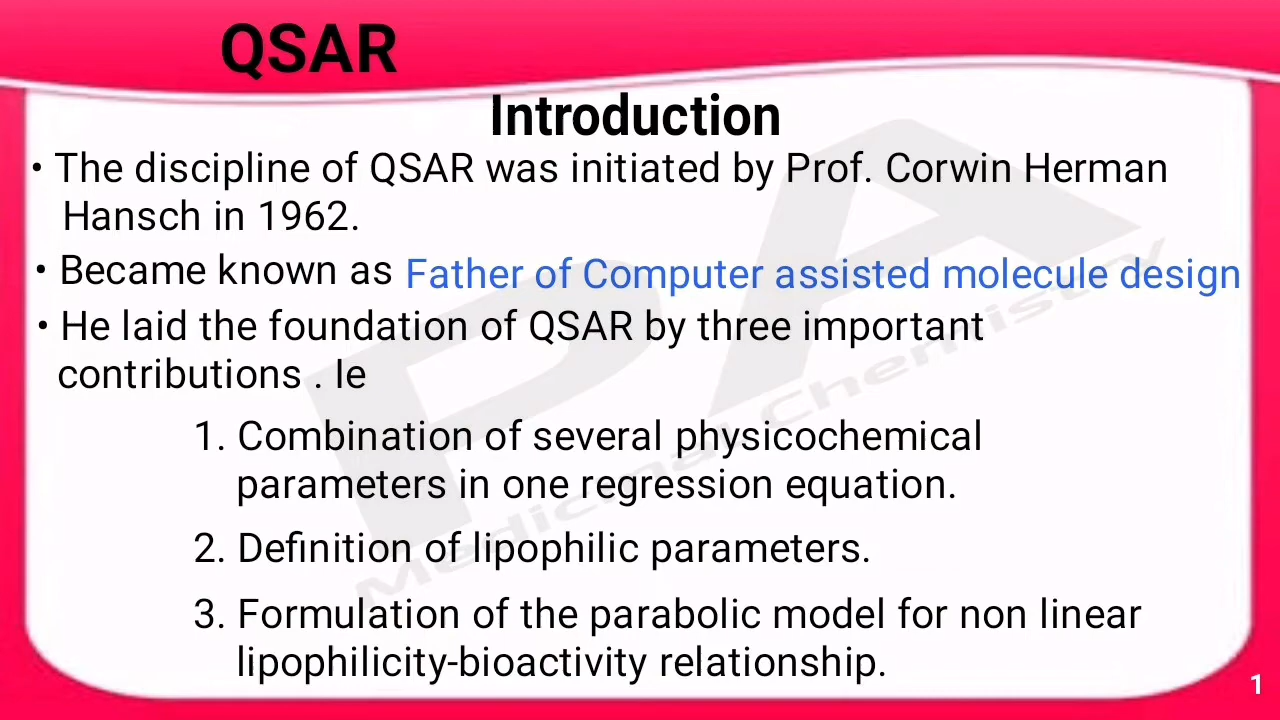 QSAR
Introduction
• The discipline of QSAR was initiated by Prof. Corwin Herman
Hansch in 1962.
• Became known as Father of Computer assisted molecule design
• He laid the foundation of QSAR by three important
contributions . Ie
1. Combination of several physicochemical
parameters in one regression equation.
2. Definition of lipophilic parameters.
3. Formulation of the parabolic model for non linear
lipophilicity-bioactivity relationship.
PA
Medicinal Chemistry
1